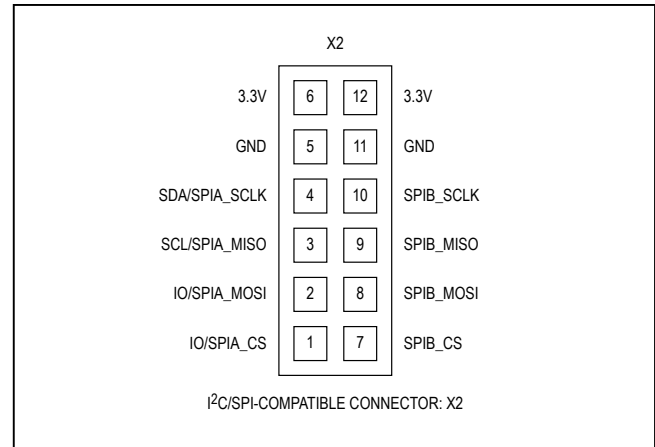 X2
3.3V 6 12 3.3V
GND 5 11 GND
SDA/SPIA_SCLK 4 10 SPIB_SCLK
SCL/SPIA_MISO 3 9 SPIB_MISO
IO/SPIA_MOSI 2 8 SPIB_MOSI
IO/SPIA_CS 1 7 SPIB_CS
I²C/SPI-COMPATIBLE CONNECTOR: X2